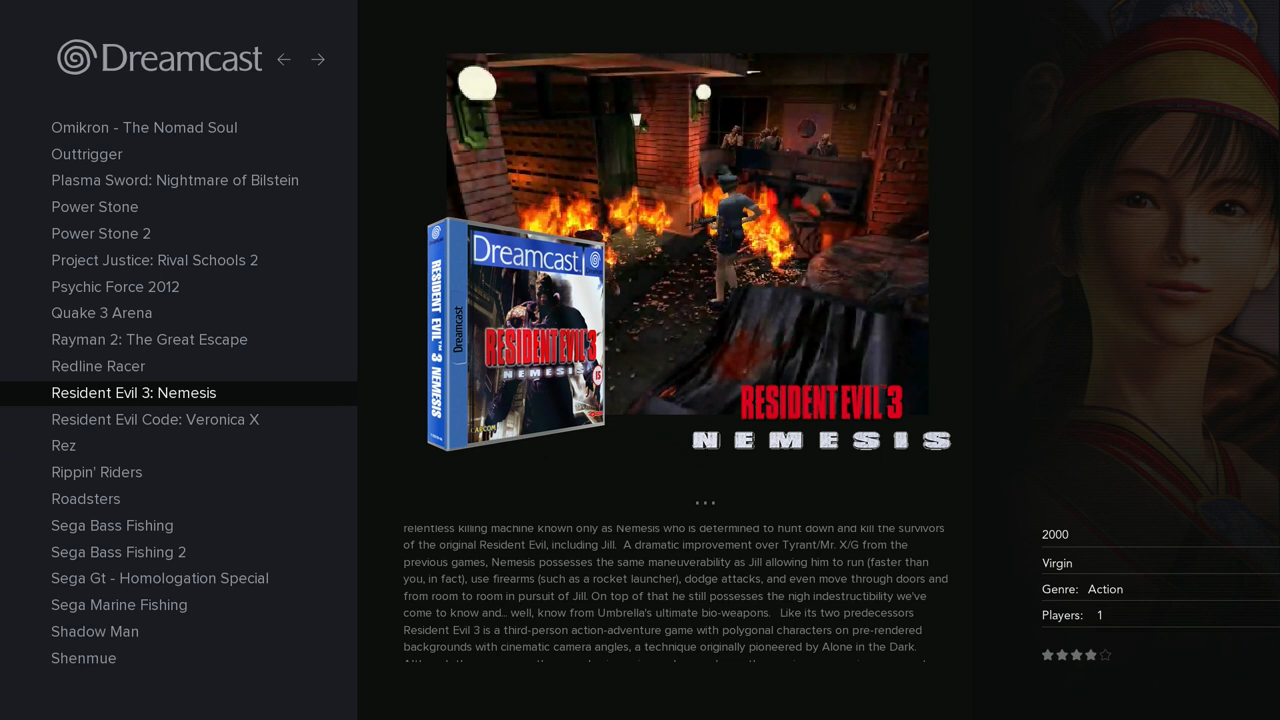 Dreamcast ← →
Omikron - The Nomad Soul
Outtrigger
Plasma Sword: Nightmare of Bilstein
Power Stone
Power Stone 2
Project Justice: Rival Schools 2
Psychic Force 2012
Quake 3 Arena
Rayman 2: The Great Escape
Redline Racer
Resident Evil 3: Nemesis
Resident Evil Code: Veronica X
Rez
Rippin' Riders
Roadsters
Sega Bass Fishing
Sega Bass Fishing 2
Sega Gt - Homologation Special
Sega Marine Fishing
Shadow Man
Shenmue
RESIDENT EVIL 3 NEMESIS
Dreamcast
Dreamcast
RESIDENT EVIL 3
NEMESIS
15
CAPCOM
RESIDENT EVIL 3
NEMESIS
...
relentless killing machine known only as Nemesis who is determined to hunt down and kill the survivors
of the original Resident Evil, including Jill. A dramatic improvement over Tyrant/Mr. X/G from the
previous games, Nemesis possesses the same maneuverability as Jill allowing him to run (faster than
you, in fact), use firearms (such as a rocket launcher), dodge attacks, and even move through doors and
from room to room in pursuit of Jill. On top of that he still possesses the nigh indestructibility we've
come to know and... well, know from Umbrella's ultimate bio-weapons. Like its two predecessors
Resident Evil 3 is a third-person action-adventure game with polygonal characters on pre-rendered
backgrounds with cinematic camera angles, a technique originally pioneered by Alone in the Dark.
2000
Virgin
Genre: Action
Players: 1